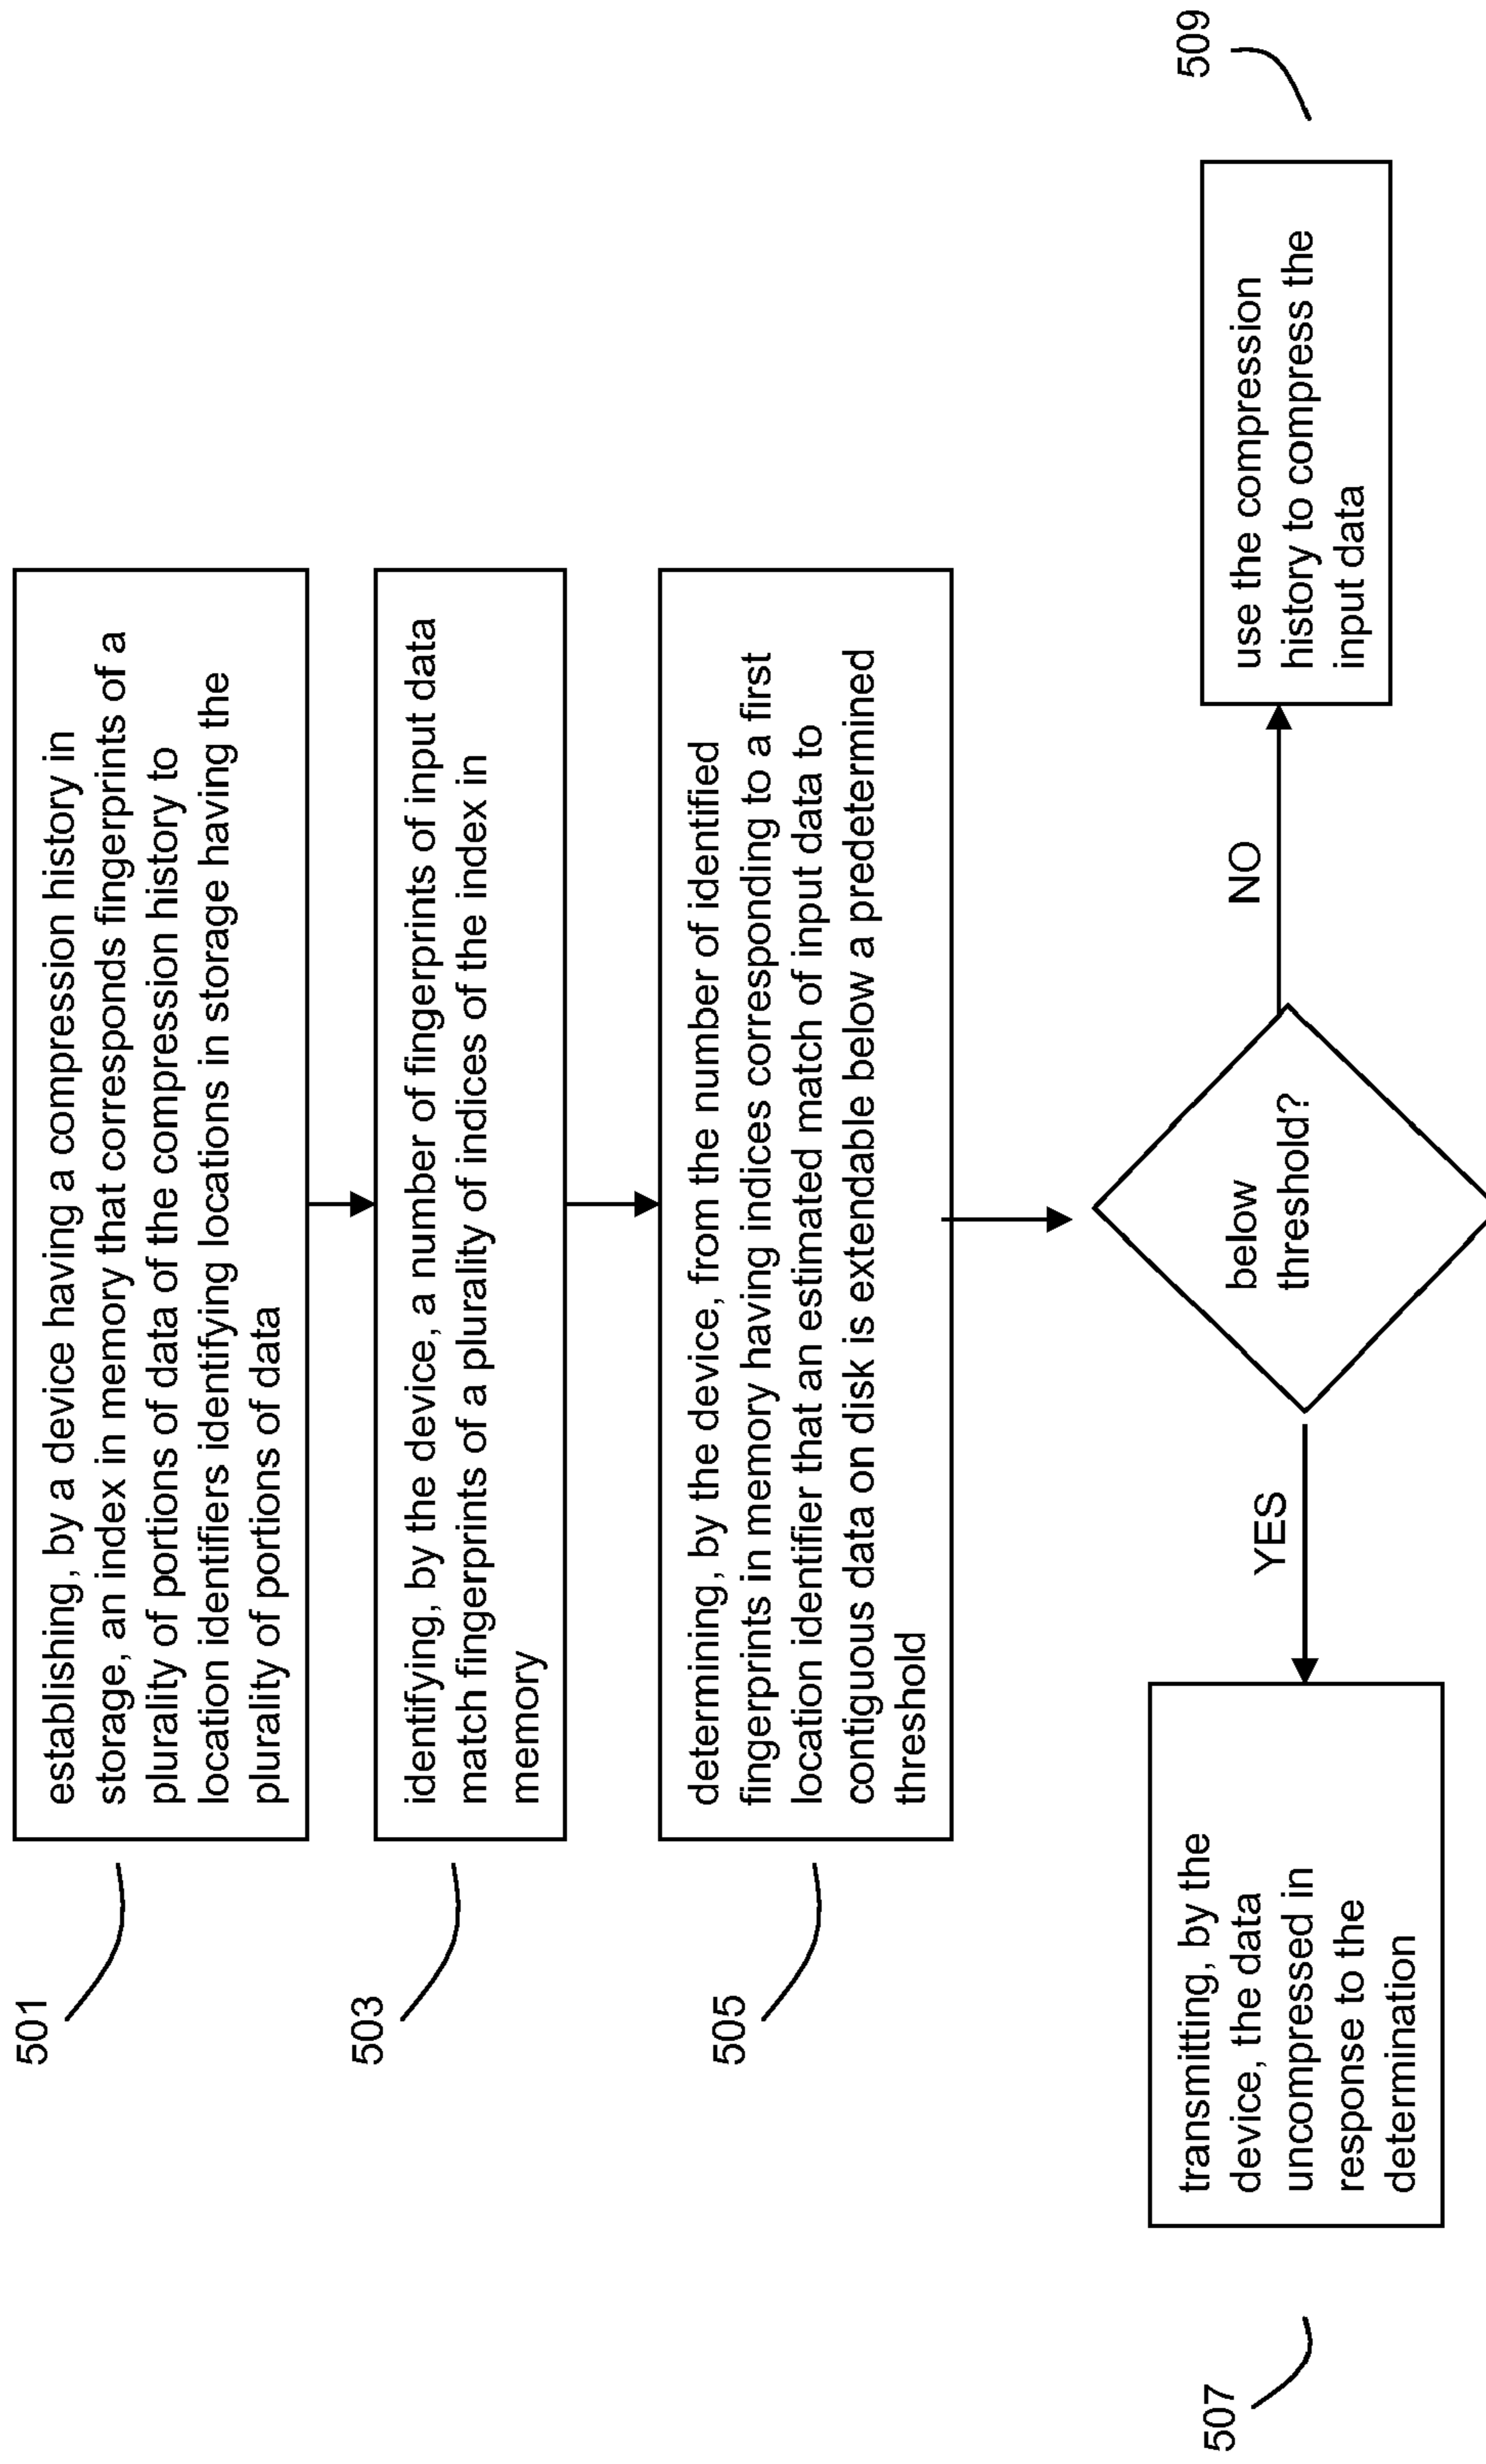 501
establishing, by a device having a compression history in
storage, an index in memory that corresponds fingerprints of a
plurality of portions of data of the compression history to
location identifiers identifying locations in storage having the
plurality of portions of data
503
identifying, by the device, a number of fingerprints of input data
match fingerprints of a plurality of indices of the index in
memory
505
determining, by the device, from the number of identified
fingerprints in memory having indices corresponding to a first
location identifier that an estimated match of input data to
contiguous data on disk is extendable below a predetermined
threshold
below
threshold?
YES
NO
507
transmitting, by the
device, the data
uncompressed in
response to the
determination
509
use the compression
history to compress the
input data